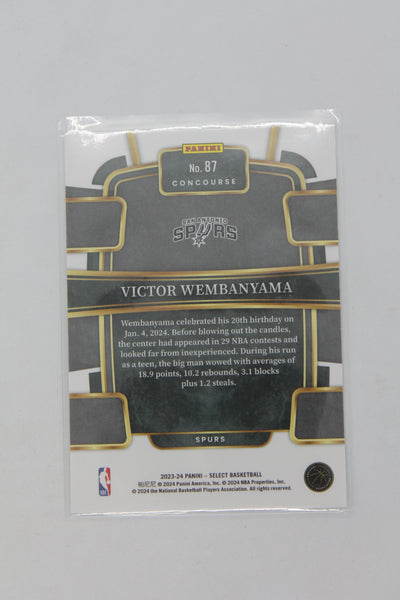 PANINI
No. 87
CONCOURSE
SAN ANTONIO
SPURS
VICTOR WEMBANYAMA
Wembanyama celebrated his 20th birthday on
Jan. 4, 2024. Before blowing out the candles,
the center had appeared in 29 NBA contests and
looked far from inexperienced. During his run
as a teen, the big man wowed with averages of
18.9 points, 10.2 rebounds, 3.1 blocks
plus 1.2 steals.
SPURS
2023-24 PANINI – SELECT BASKETBALL
帕尼尼 © 2024 Panini America, Inc. © 2024 NBA Properties, Inc.
© 2024 the National Basketball Players Association. All rights reserved.
NBA